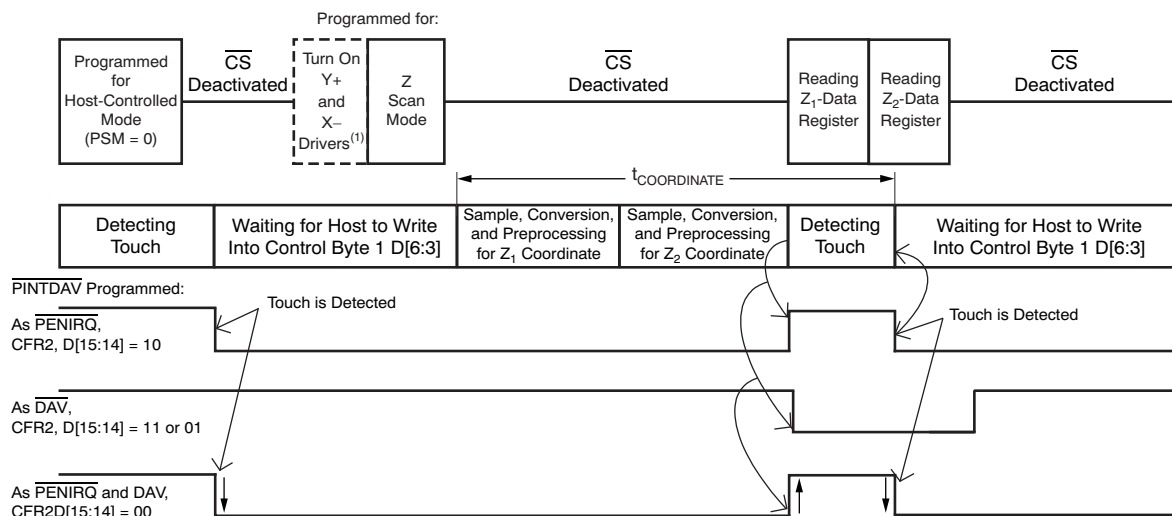 Programmed for:
Programmed
for
Host-Controlled
Mode
(PSM = 0)
CS
Deactivated
Turn On
Y+
and
X–
Drivers(1)
Z
Scan
Mode
CS
Deactivated
Reading
Z1-Data
Register
Reading
Z2-Data
Register
CS
Deactivated
tCOORDINATE
Detecting
Touch
Waiting for Host to Write
Into Control Byte 1 D[6:3]
Sample, Conversion,
and Preprocessing
for Z1 Coordinate
Sample, Conversion,
and Preprocessing
for Z2 Coordinate
Detecting
Touch
Waiting for Host to Write
Into Control Byte 1 D[6:3]
PINTDAV Programmed:
Touch is Detected
Touch is Detected
As PENIRQ,
CFR2, D[15:14] = 10
As DAV,
CFR2, D[15:14] = 11 or 01
As PENIRQ and DAV,
CFR2D[15:14] = 00